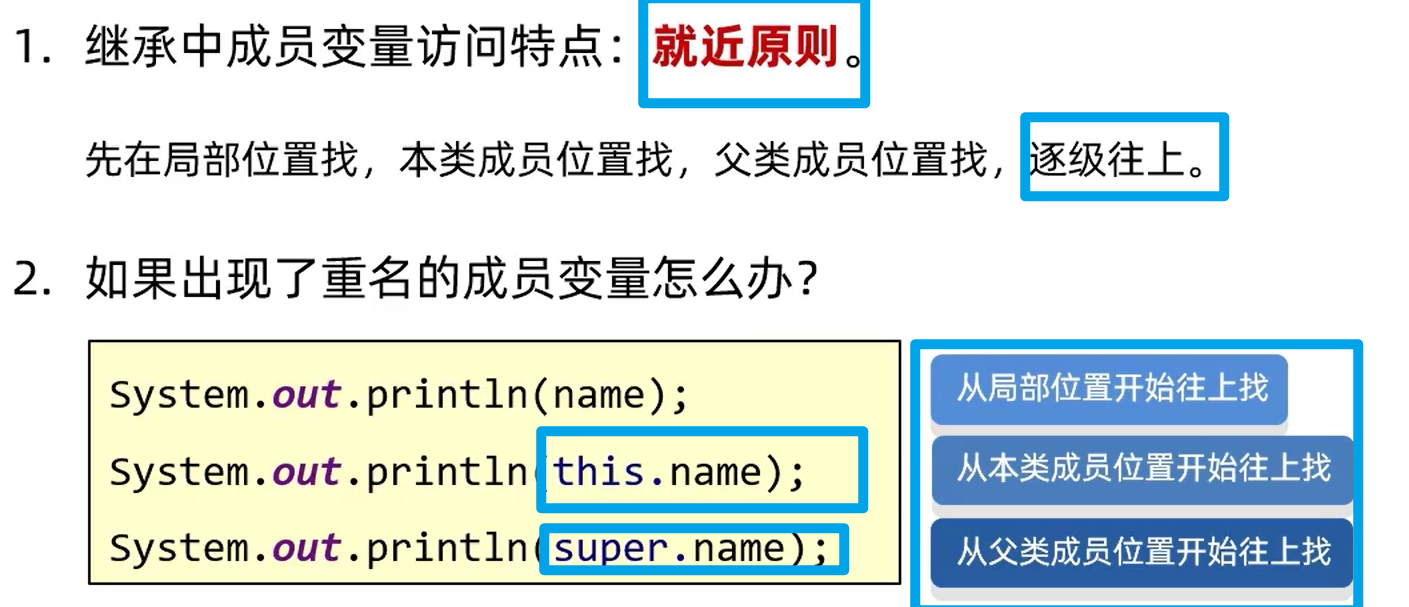 1. 继承中成员变量访问特点：就近原则。
先在局部位置找，本类成员位置找，父类成员位置找，逐级往上。
2. 如果出现了重名的成员变量怎么办？
System.out.println(name); 从局部位置开始往上找
System.out.println(this.name); 从本类成员位置开始往上找
System.out.println(super.name); 从父类成员位置开始往上找